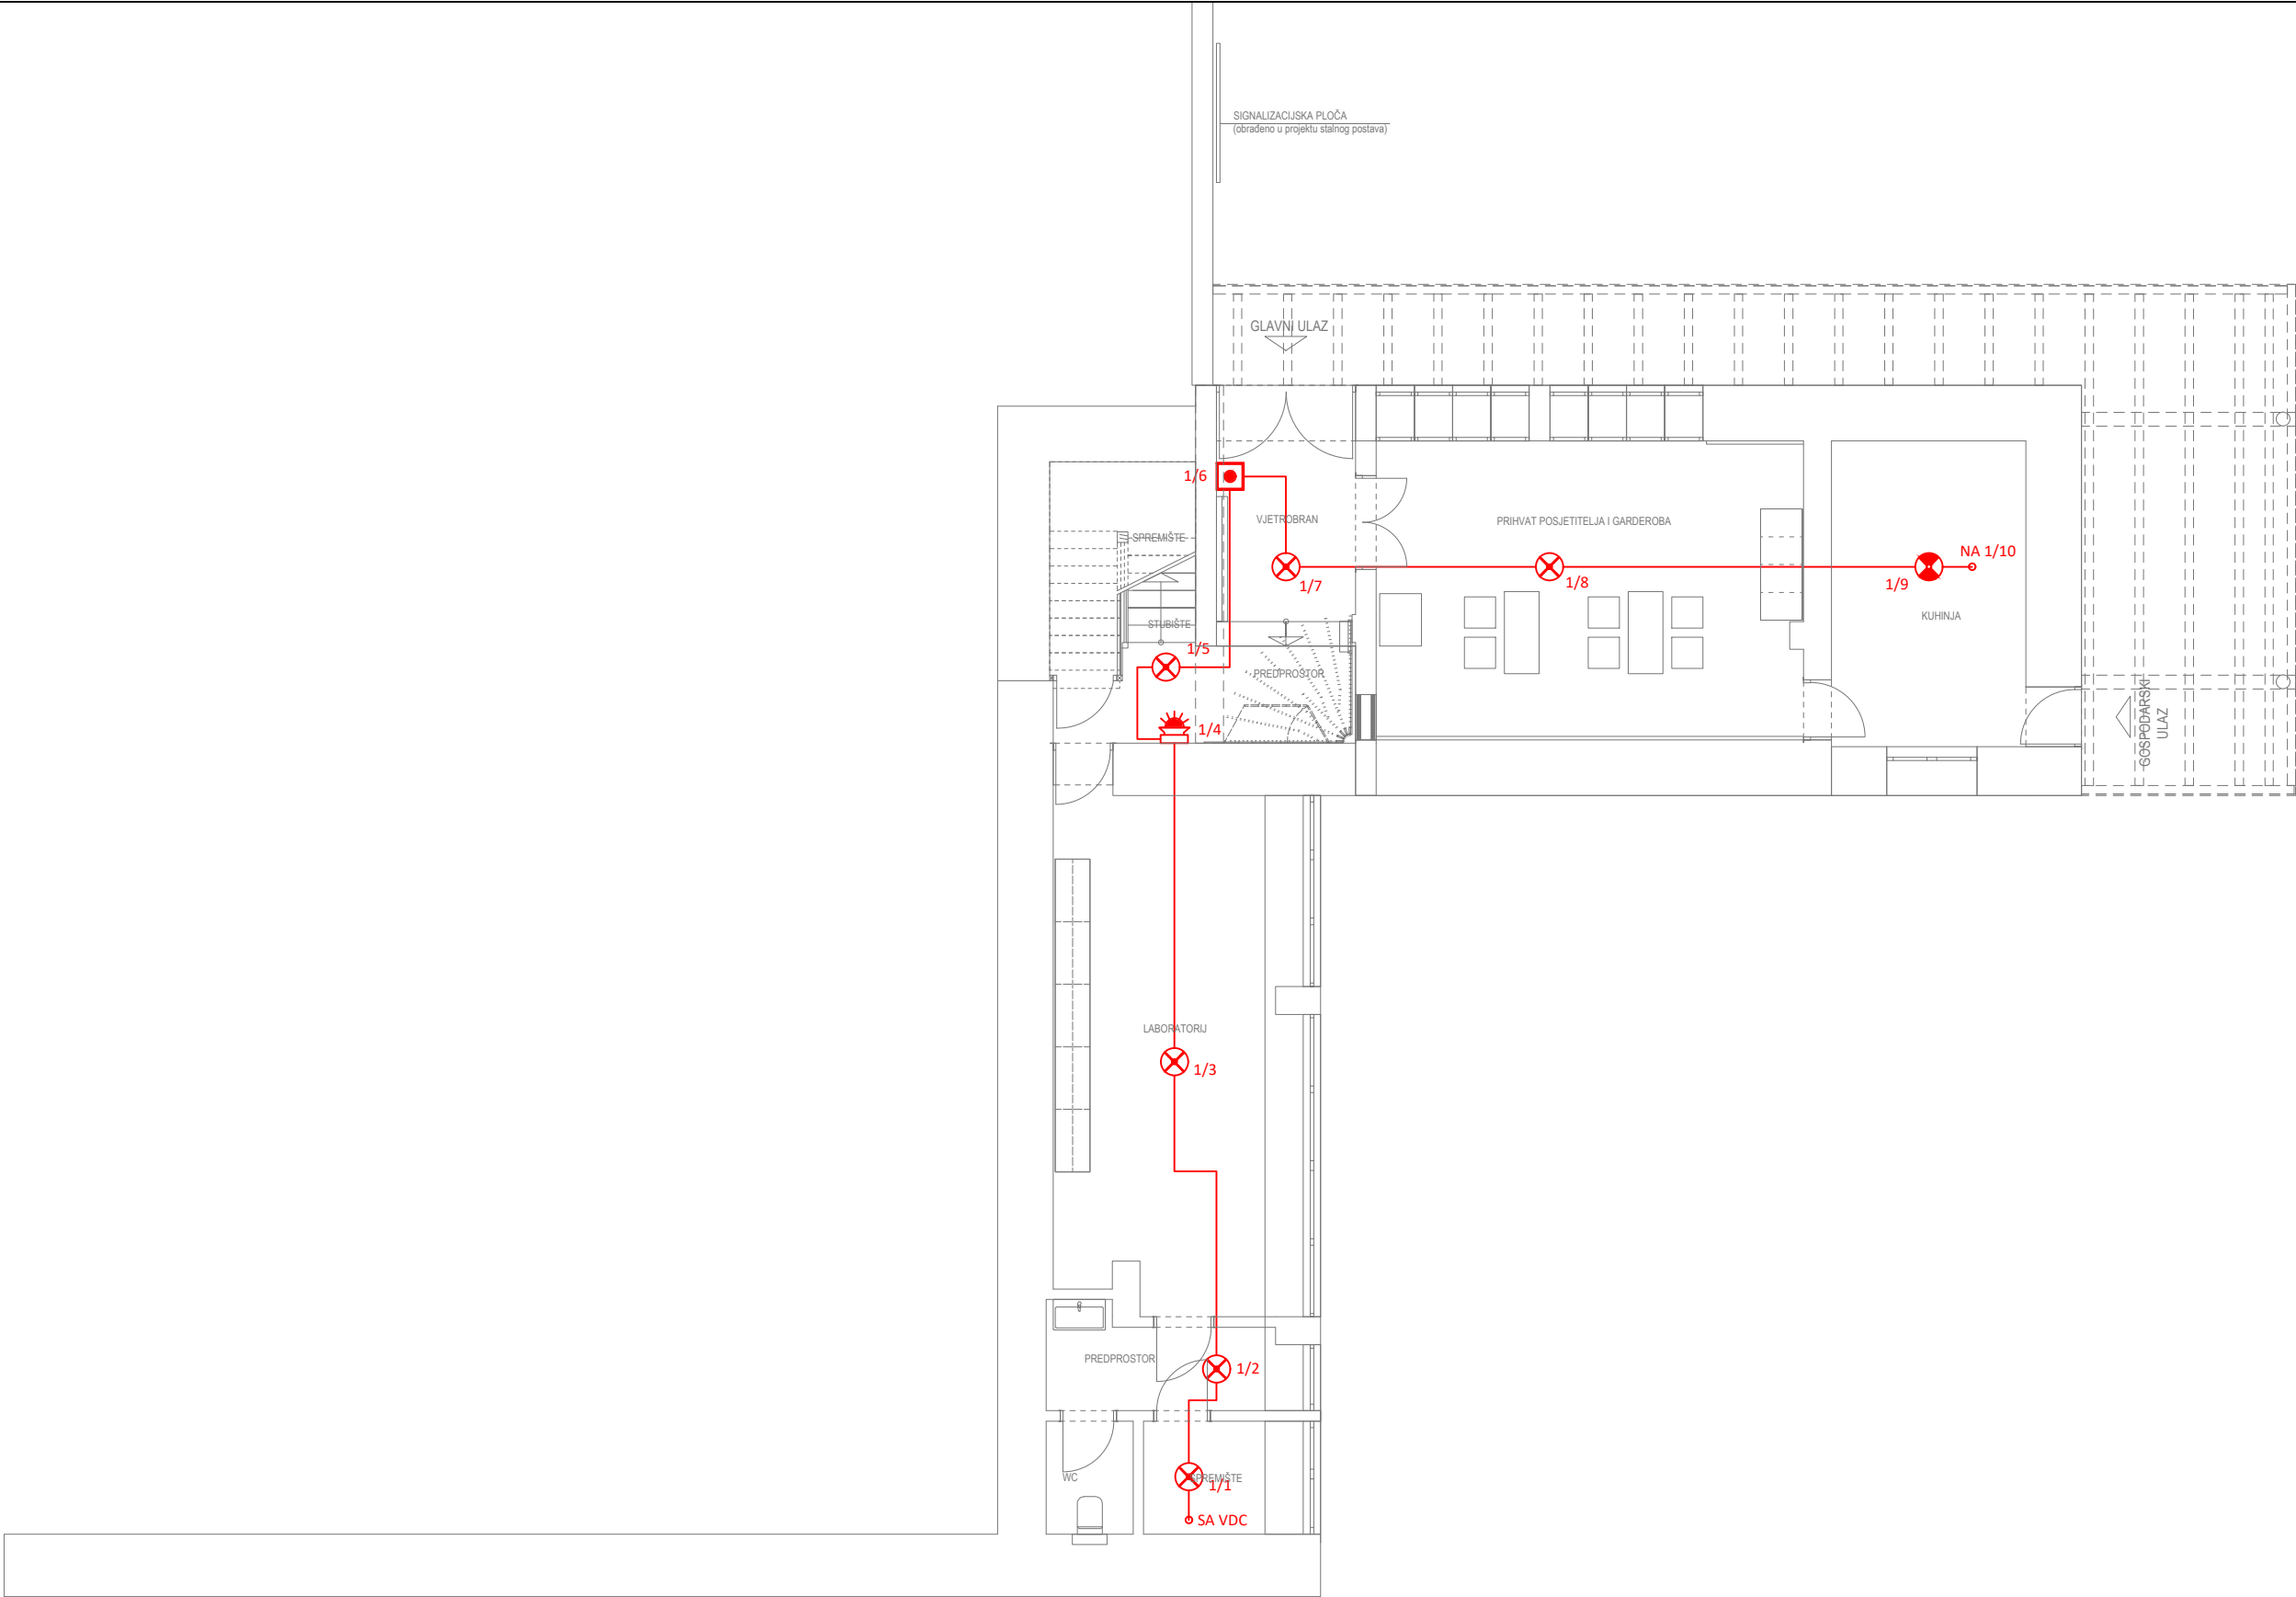 SIGNALIZACIJSKA PLOČA
(obrađeno u projektu stalnog postava)
GLAVNI ULAZ
1/6
VJETROBRAN
PRIHVAT POSJETITELJA I GARDEROBA
SPREMIŠTE
NA 1/10
1/7
1/8
1/9
KUHINJA
STUBIŠTE
1/5
PREDPROSTOR
1/4
GOSPODARSKI
ULAZ
LABORATORIJ
1/3
PREDPROSTOR
1/2
WC
SPREMIŠTE
1/1
SA VDC